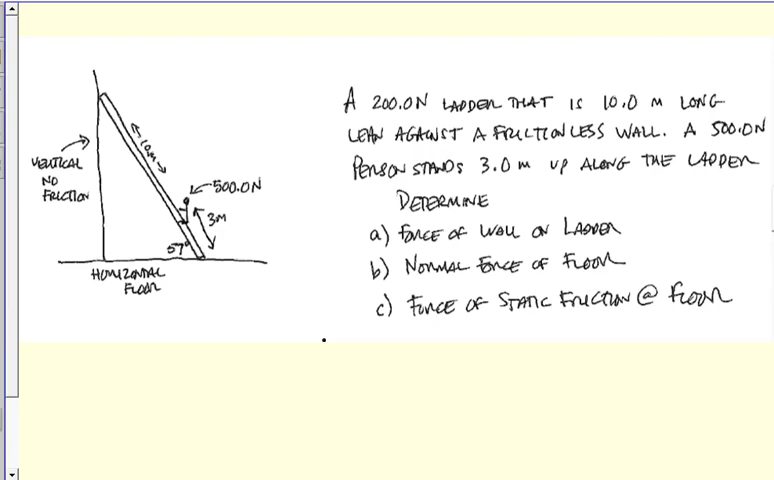 A 200.0N LADDER THAT IS 10.0 M LONG
LEAN AGAINST A FRICTIONLESS WALL. A 500.0N
PERSON STANDS 3.0 M UP ALONG THE LADDER
DETERMINE
a) FORCE OF WALL ON LADDER
b) NORMAL FORCE OF FLOOR
c) FORCE OF STATIC FRICTION @ FLOOR
VERTICAL
NO
FRICTION
10 M
500.0N
3M
57°
HORIZONTAL
FLOOR